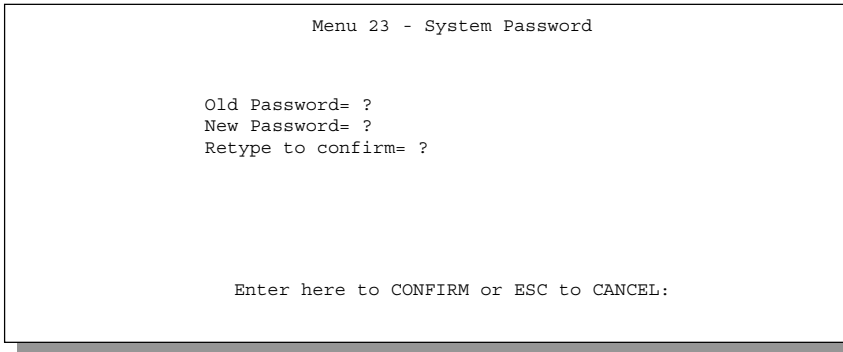 Menu 23 - System Password
Old Password= ?
New Password= ?
Retype to confirm= ?
Enter here to CONFIRM or ESC to CANCEL: